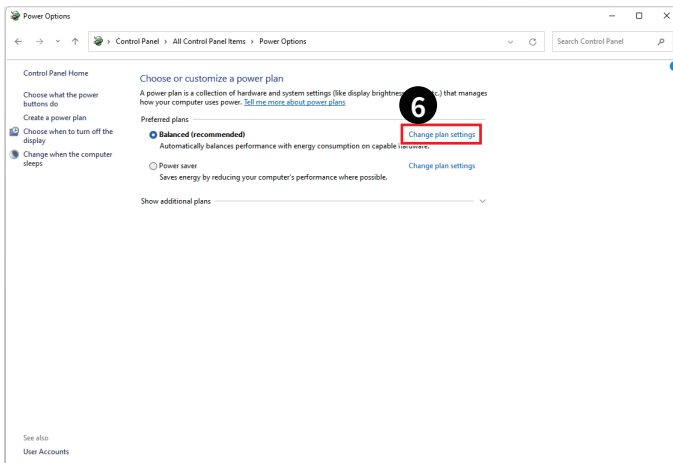 Power Options
Control Panel > All Control Panel Items > Power Options
Search Control Panel
Control Panel Home
Choose what the power
buttons do
Create a power plan
Choose when to turn off the
display
Change when the computer
sleeps
Choose or customize a power plan
A power plan is a collection of hardware and system settings (like display brightness, etc.) that manages
how your computer uses power. Tell me more about power plans
6
Preferred plans
Balanced (recommended)
Change plan settings
Automatically balances performance with energy consumption on capable hardware.
Power saver
Change plan settings
Saves energy by reducing your computer's performance where possible.
Show additional plans
See also
User Accounts